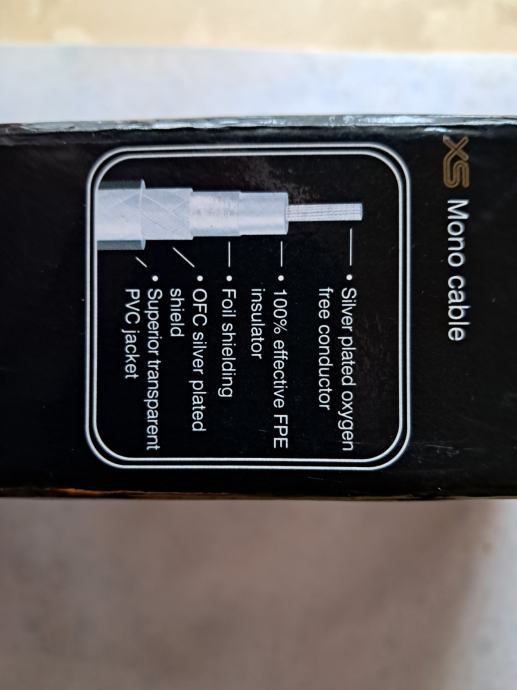 XS Mono cable
• Silver plated oxygen
free conductor
• 100% effective FPE
insulator
• Foil shielding
• OFC silver plated
shield
• Superior transparent
PVC jacket